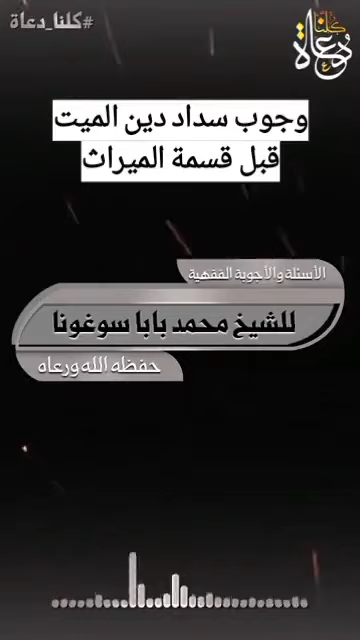 #كلنا_دعاة
كلنا
دعاة
وجوب سداد دين الميت
قبل قسمة الميراث
الأسئلة والأجوبة الفقهية
للشيخ محمد بابا سوغونا
حفظه الله ورعاه